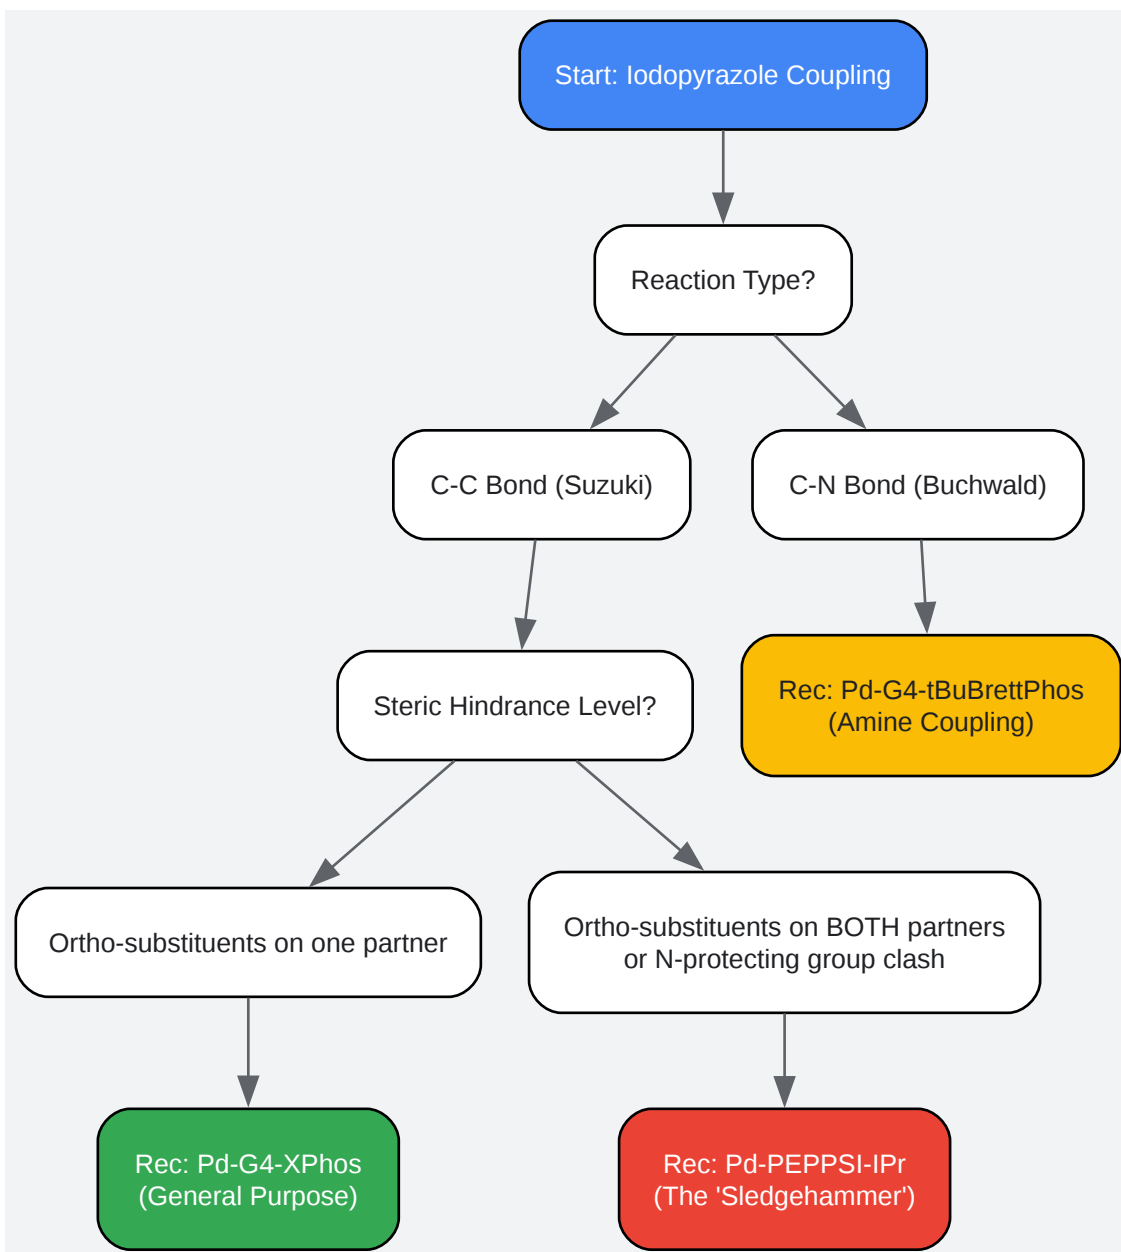 Start: Iodopyrazole Coupling
Reaction Type?
C-C Bond (Suzuki)
C-N Bond (Buchwald)
Steric Hindrance Level?
Rec: Pd-G4-tBuBrettPhos
(Amine Coupling)
Ortho-substituents on one partner
Ortho-substituents on BOTH partners
or N-protecting group clash
Rec: Pd-G4-XPhos
(General Purpose)
Rec: Pd-PEPPSI-IPr
(The 'Sledgehammer')